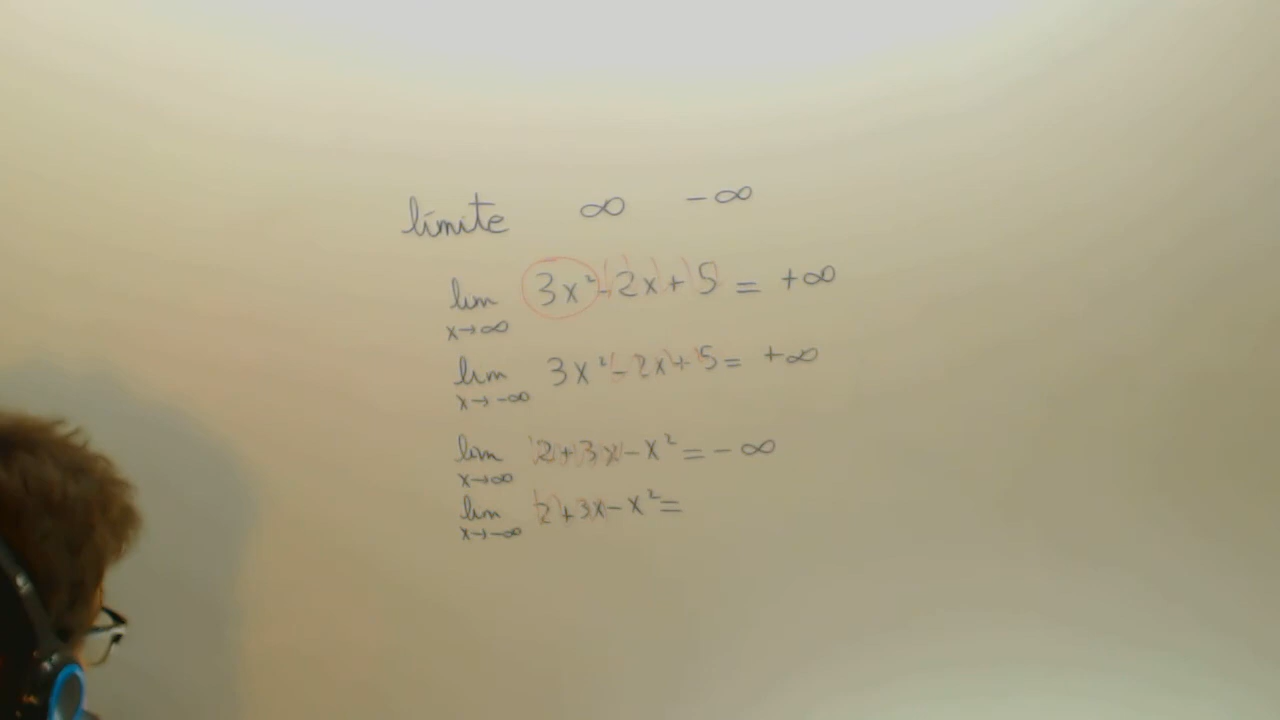 límite ∞ -∞
lim 3x²-2x+5 = +∞
x→∞
lim 3x²-2x+5= +∞
x→-∞
lim 2+3x-x²=-∞
x→∞
lim 2+3x-x²=
x→-∞